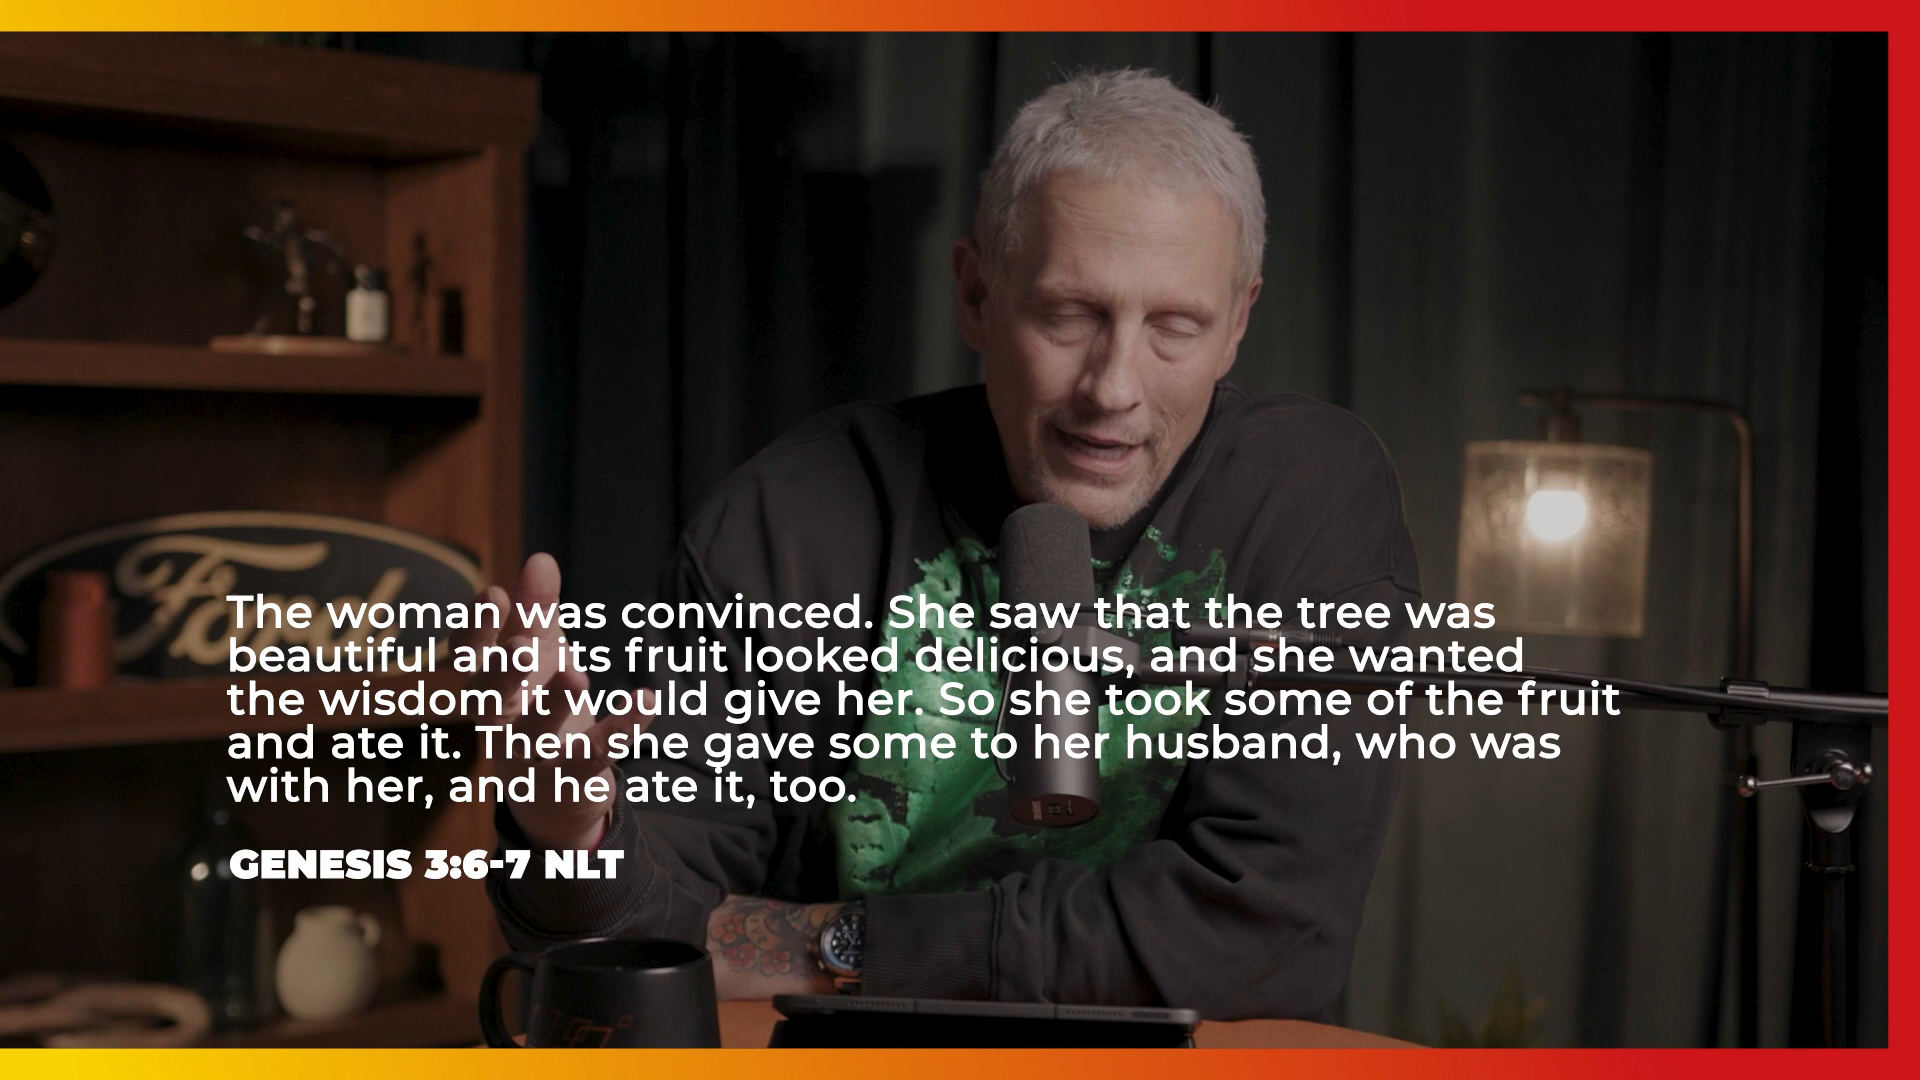 Ford
The woman was convinced. She saw that the tree was
beautiful and its fruit looked delicious, and she wanted
the wisdom it would give her. So she took some of the fruit
and ate it. Then she gave some to her husband, who was
with her, and he ate it, too.
GENESIS 3:6-7 NLT